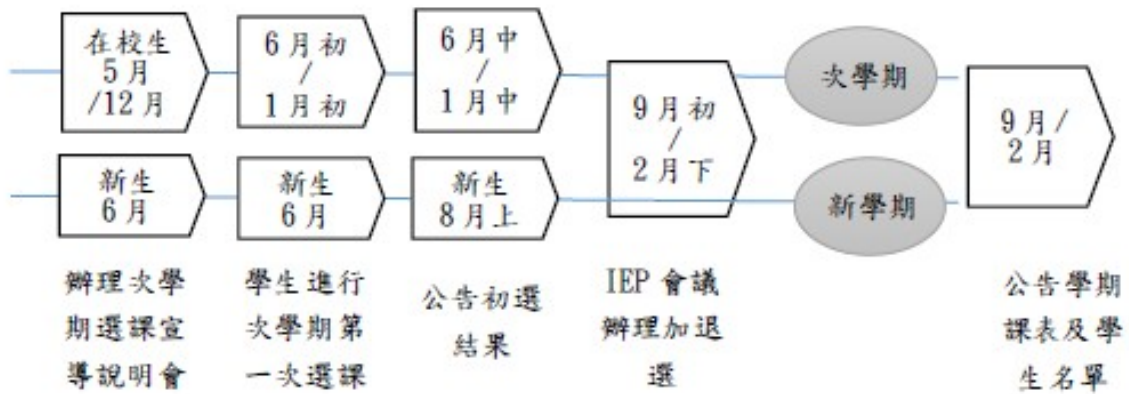 在校生
5月
/12月
6月初
/
1月初
6月中
/
1月中
9月初
/
2月下
次學期
9月/
2月
新生
6月
新生
6月
新生
8月上
新學期
辦理次學
期選課宣
導說明會
學生進行
次學期第
一次選課
公告初選
結果
IEP 會議
辦理加退
選
公告學期
課表及學
生名單